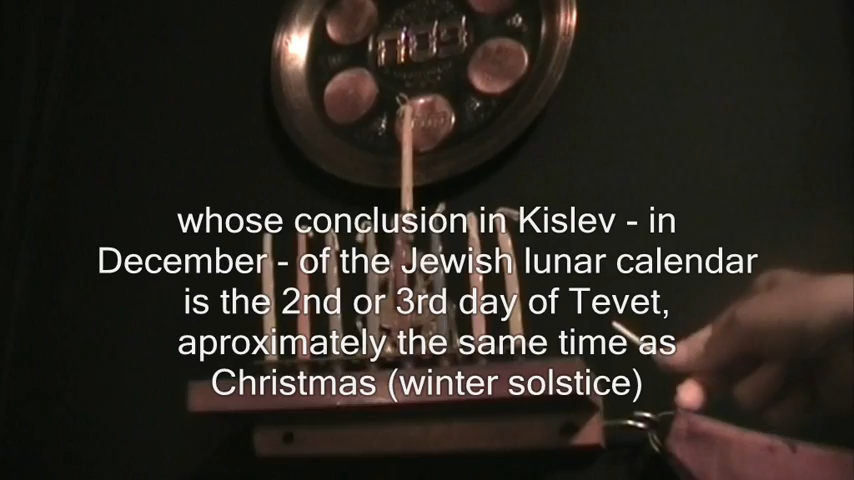 פסח
whose conclusion in Kislev - in
December - of the Jewish lunar calendar
is the 2nd or 3rd day of Tevet,
aproximately the same time as
Christmas (winter solstice)